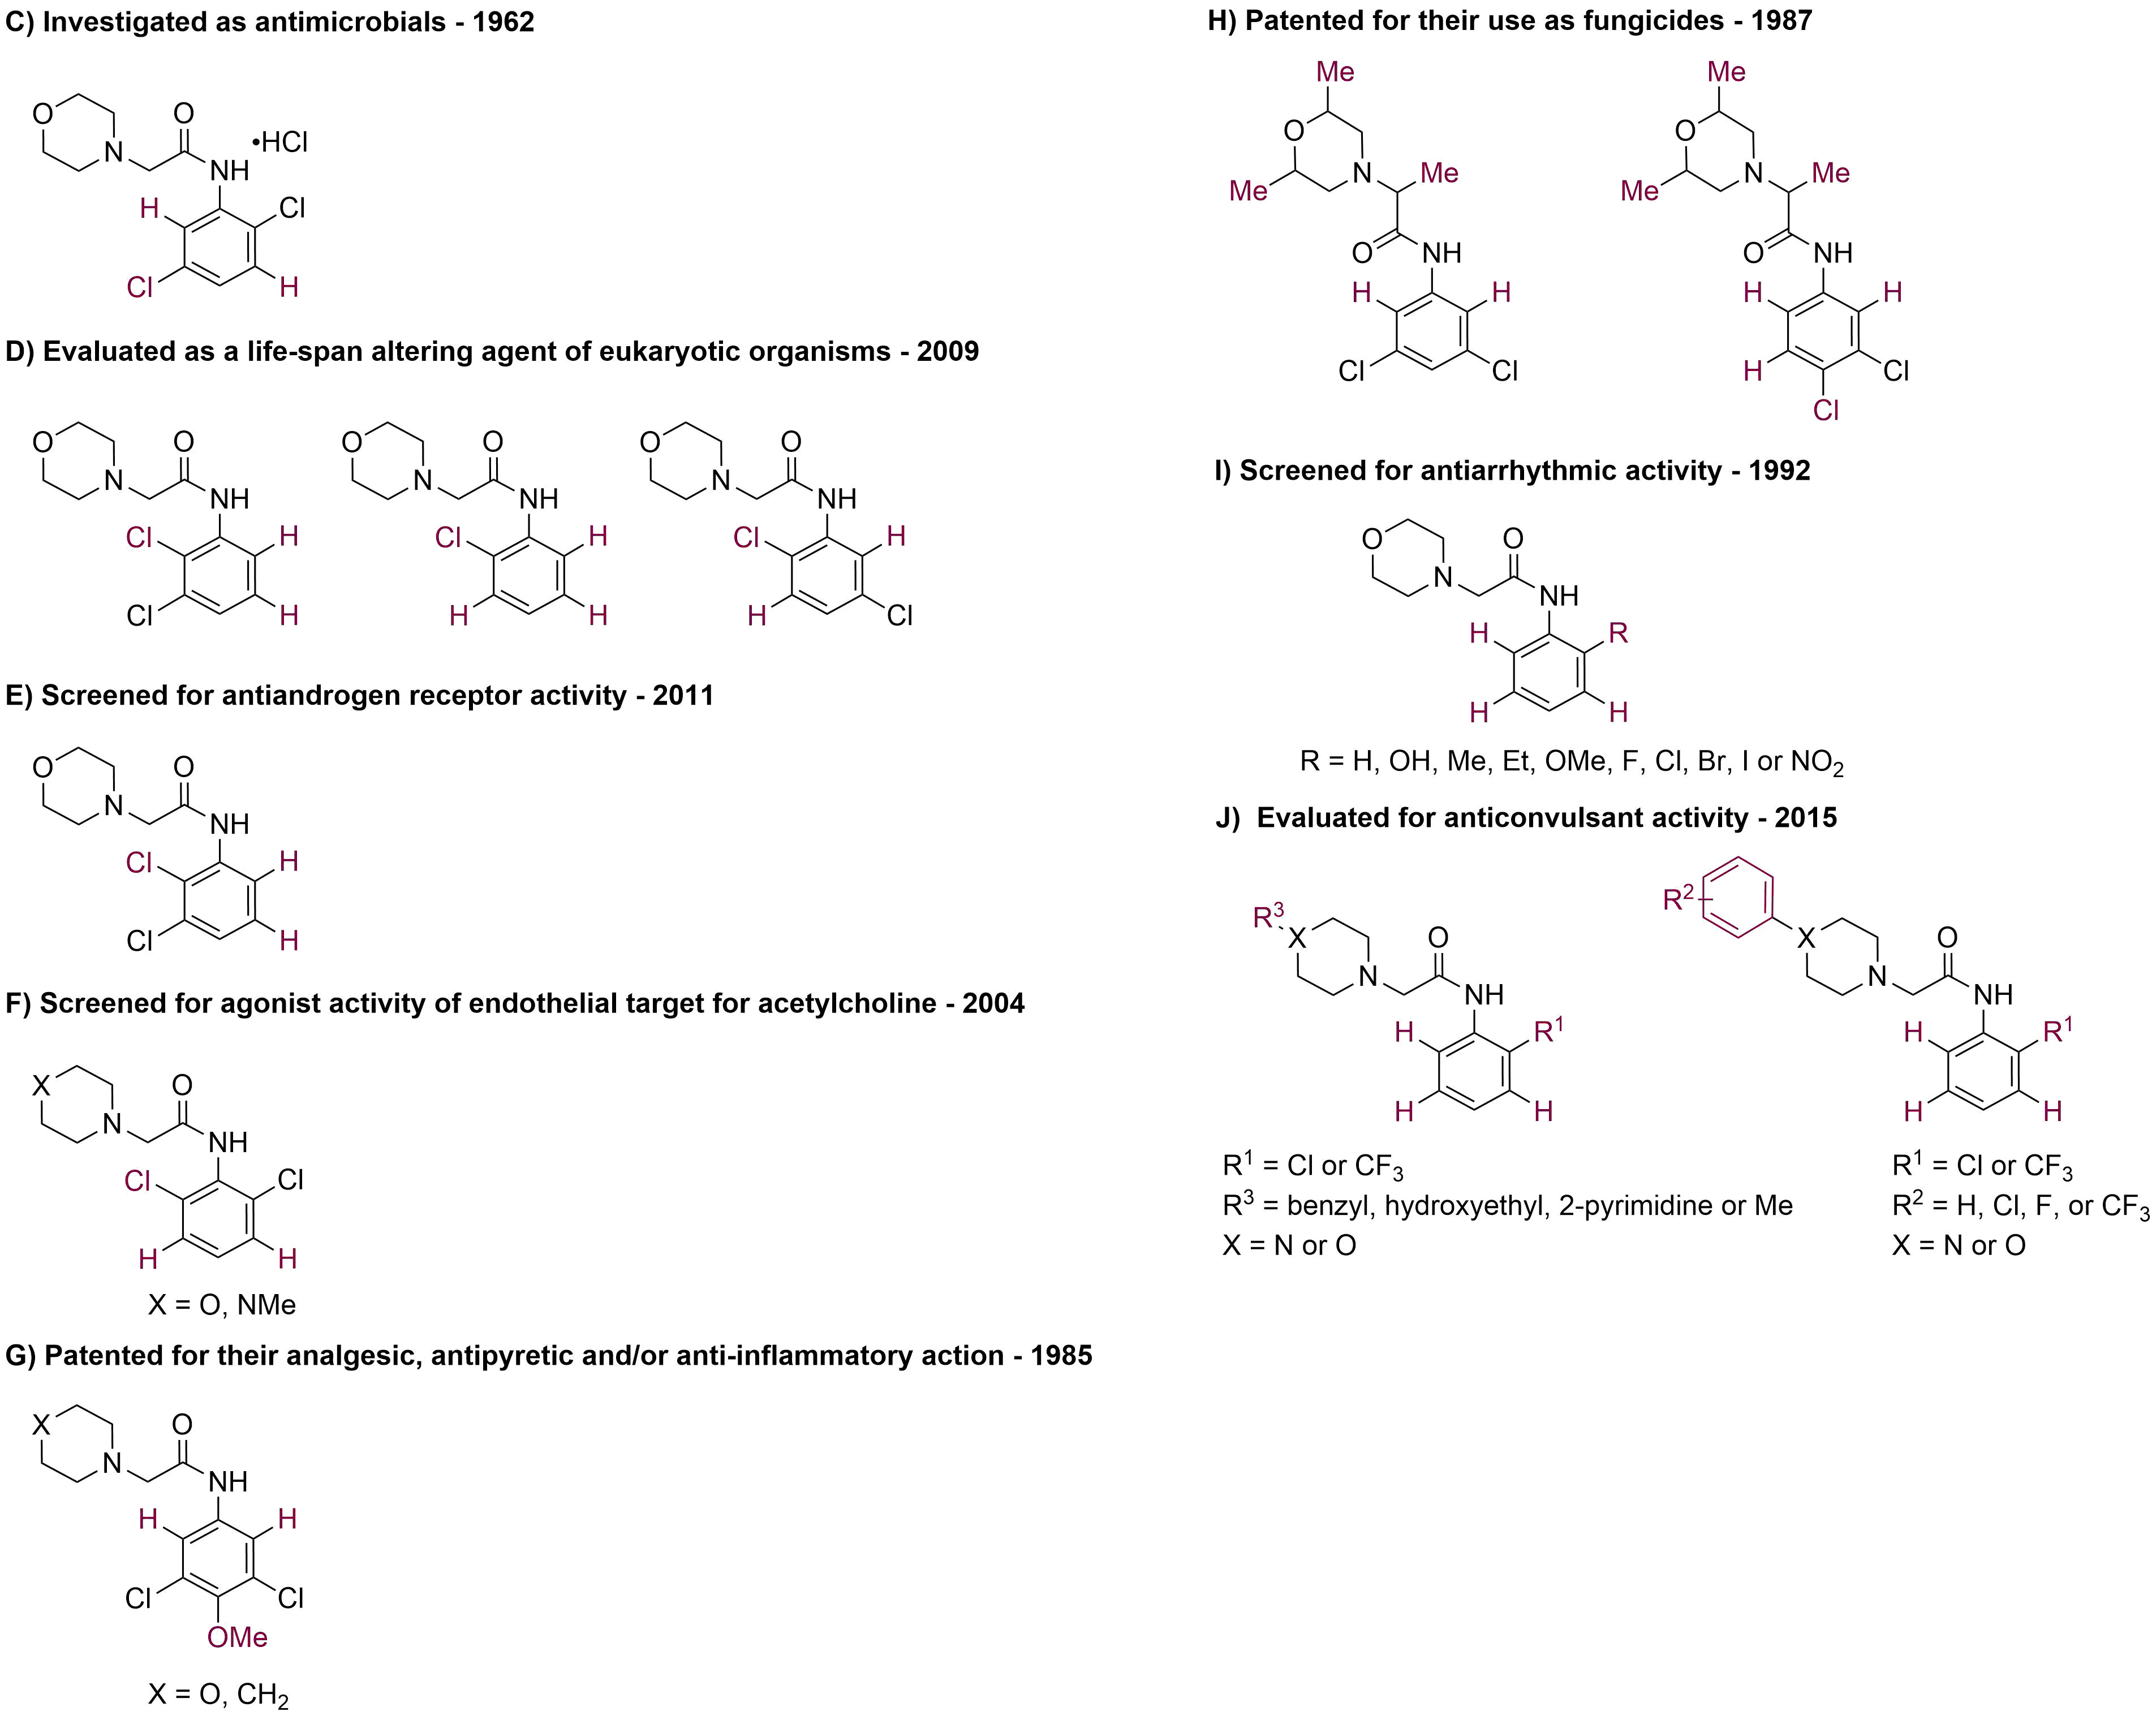 C) Investigated as antimicrobials - 1962
O
N
O
NH
•HCl
H
Cl
Cl
H
D) Evaluated as a life-span altering agent of eukaryotic organisms - 2009
O
N
O
NH
Cl
H
Cl
H
O
N
O
NH
Cl
H
H
H
O
N
O
NH
Cl
H
H
Cl
E) Screened for antiandrogen receptor activity - 2011
O
N
O
NH
Cl
H
Cl
H
F) Screened for agonist activity of endothelial target for acetylcholine - 2004
X
N
O
NH
Cl
Cl
H
H
X = O, NMe
G) Patented for their analgesic, antipyretic and/or anti-inflammatory action - 1985
X
N
O
NH
H
H
Cl
Cl
OMe
X = O, CH2
H) Patented for their use as fungicides - 1987
Me
O
Me
N
Me
O
NH
H
H
Cl
Cl
Me
O
Me
N
Me
O
NH
H
H
H
Cl
Cl
I) Screened for antiarrhythmic activity - 1992
O
N
O
NH
H
R
H
H
R = H, OH, Me, Et, OMe, F, Cl, Br, I or NO2
J) Evaluated for anticonvulsant activity - 2015
R3
X
N
O
NH
H
R1
H
H
R1 = Cl or CF3
R3 = benzyl, hydroxyethyl, 2-pyrimidine or Me
X = N or O
R2
X
N
O
NH
H
R1
H
H
R1 = Cl or CF3
R2 = H, Cl, F, or CF3
X = N or O